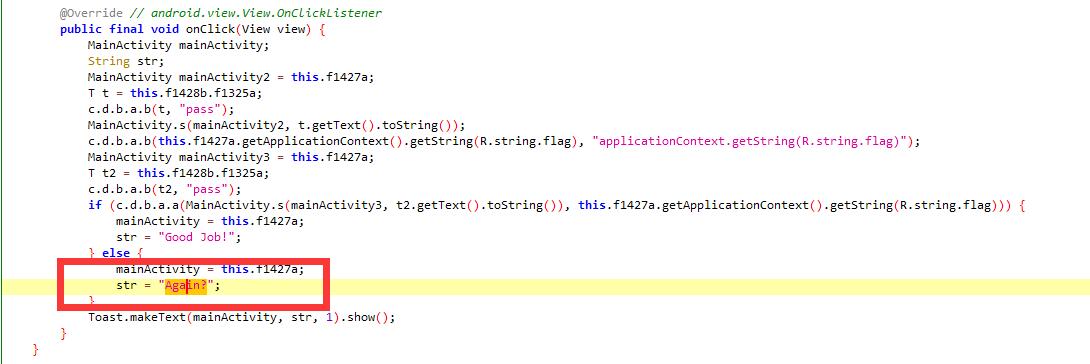 @Override // android.view.View.OnClickListener
public final void onClick(View view) {
MainActivity mainActivity;
String str;
MainActivity mainActivity2 = this.f1427a;
T t = this.f1428b.f1325a;
c.d.b.a.b(t, "pass");
MainActivity.s(mainActivity2, t.getText().toString());
c.d.b.a.b(this.f1427a.getApplicationContext().getString(R.string.flag), "applicationContext.getString(R.string.flag)");
MainActivity mainActivity3 = this.f1427a;
T t2 = this.f1428b.f1325a;
c.d.b.a.b(t2, "pass");
if (c.d.b.a.a(MainActivity.s(mainActivity3, t2.getText().toString()), this.f1427a.getApplicationContext().getString(R.string.flag))) {
mainActivity = this.f1427a;
str = "Good Job!";
} else {
mainActivity = this.f1427a;
str = "Again?";
}
Toast.makeText(mainActivity, str, 1).show();
}
}